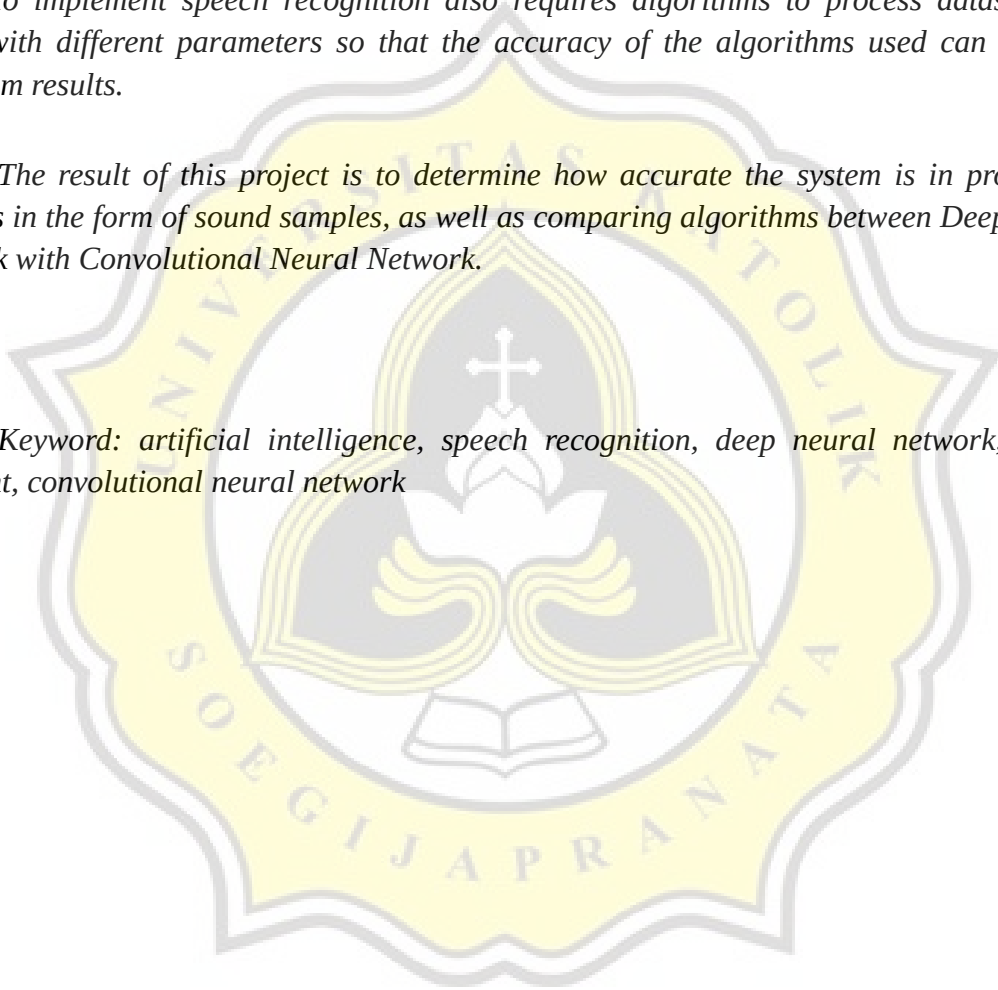 to implement speech recognition also requires algorithms to process
with different parameters so that the accuracy of the algorithms used can
results.
The result of this project is to determine how accurate the system is in
in the form of sound samples, as well as comparing algorithms between Deep
with Convolutional Neural Network.
Keyword: artificial intelligence, speech recognition, deep neural network,
convolutional neural network
UNIVERSITAS KATOLIK
SOEGIJAPRANATA